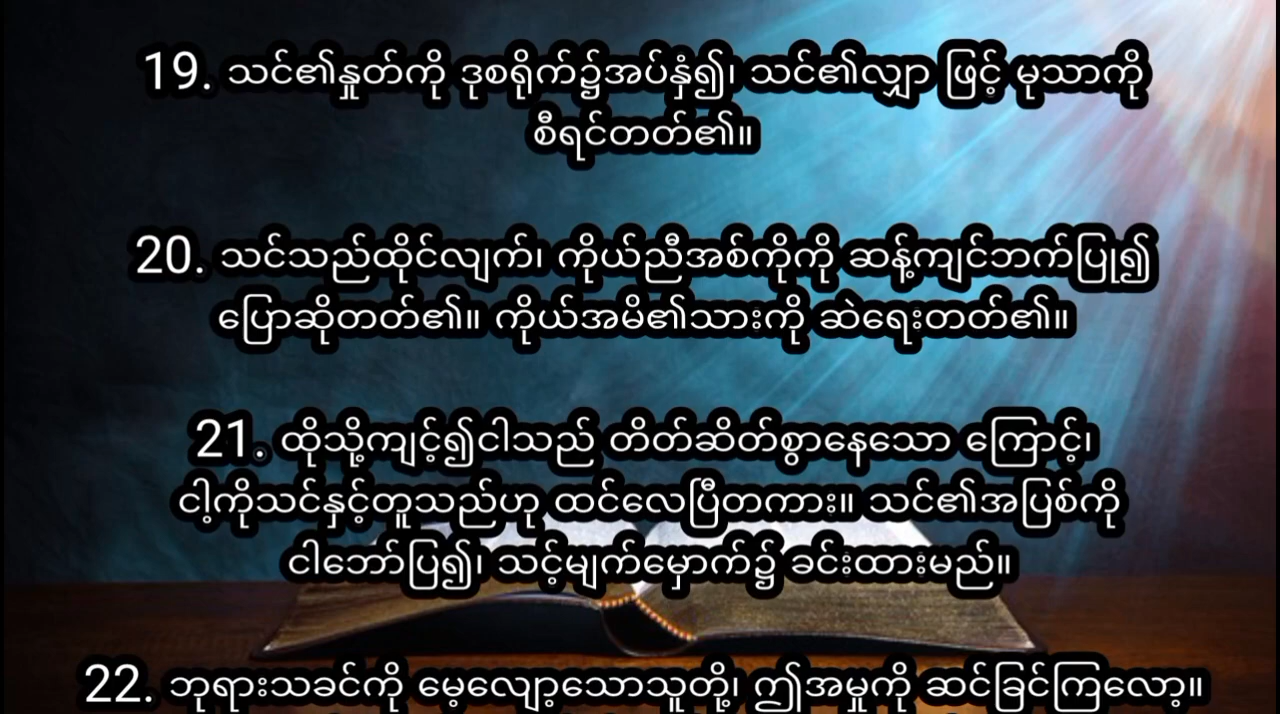 19. သင်၏နှုတ်ကို ဒုစရိုက်၌အပ်နှံ၍၊ သင်၏လျှာ ဖြင့် မုသာကို
စီရင်တတ်၏။
20. သင်သည်ထိုင်လျက်၊ ကိုယ်ညီအစ်ကိုကို ဆန့်ကျင်ဘက်ပြု၍
ပြောဆိုတတ်၏။ ကိုယ်အမိ၏သားကို ဆဲရေးတတ်၏။
21. ထိုသို့ကျင့်၍ငါသည် တိတ်ဆိတ်စွာနေသော ကြောင့်၊
ငါ့ကိုသင်နှင့်တူသည်ဟု ထင်လေပြီတကား။ သင်၏အပြစ်ကို
ငါဘော်ပြ၍၊ သင့်မျက်မှောက်၌ ခင်းထားမည်။
22. ဘုရားသခင်ကို မေ့လျော့သောသူတို့၊ ဤအမှုကို ဆင်ခြင်ကြလော့။